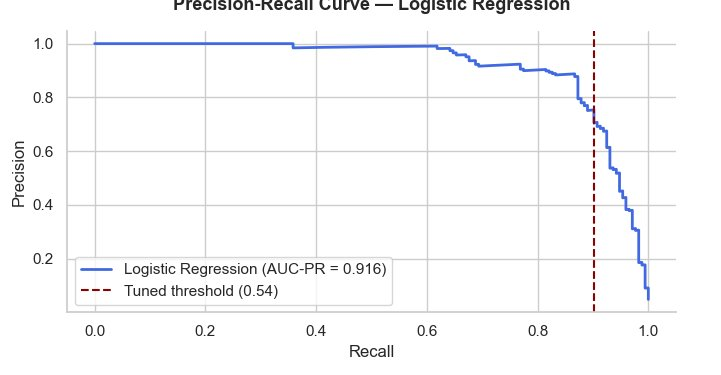 Precision-Recall Curve — Logistic Regression
1.0
0.8
0.6
0.4
0.2
Precision
Logistic Regression (AUC-PR = 0.916)
Tuned threshold (0.54)
0.0 0.2 0.4 0.6 0.8 1.0
Recall